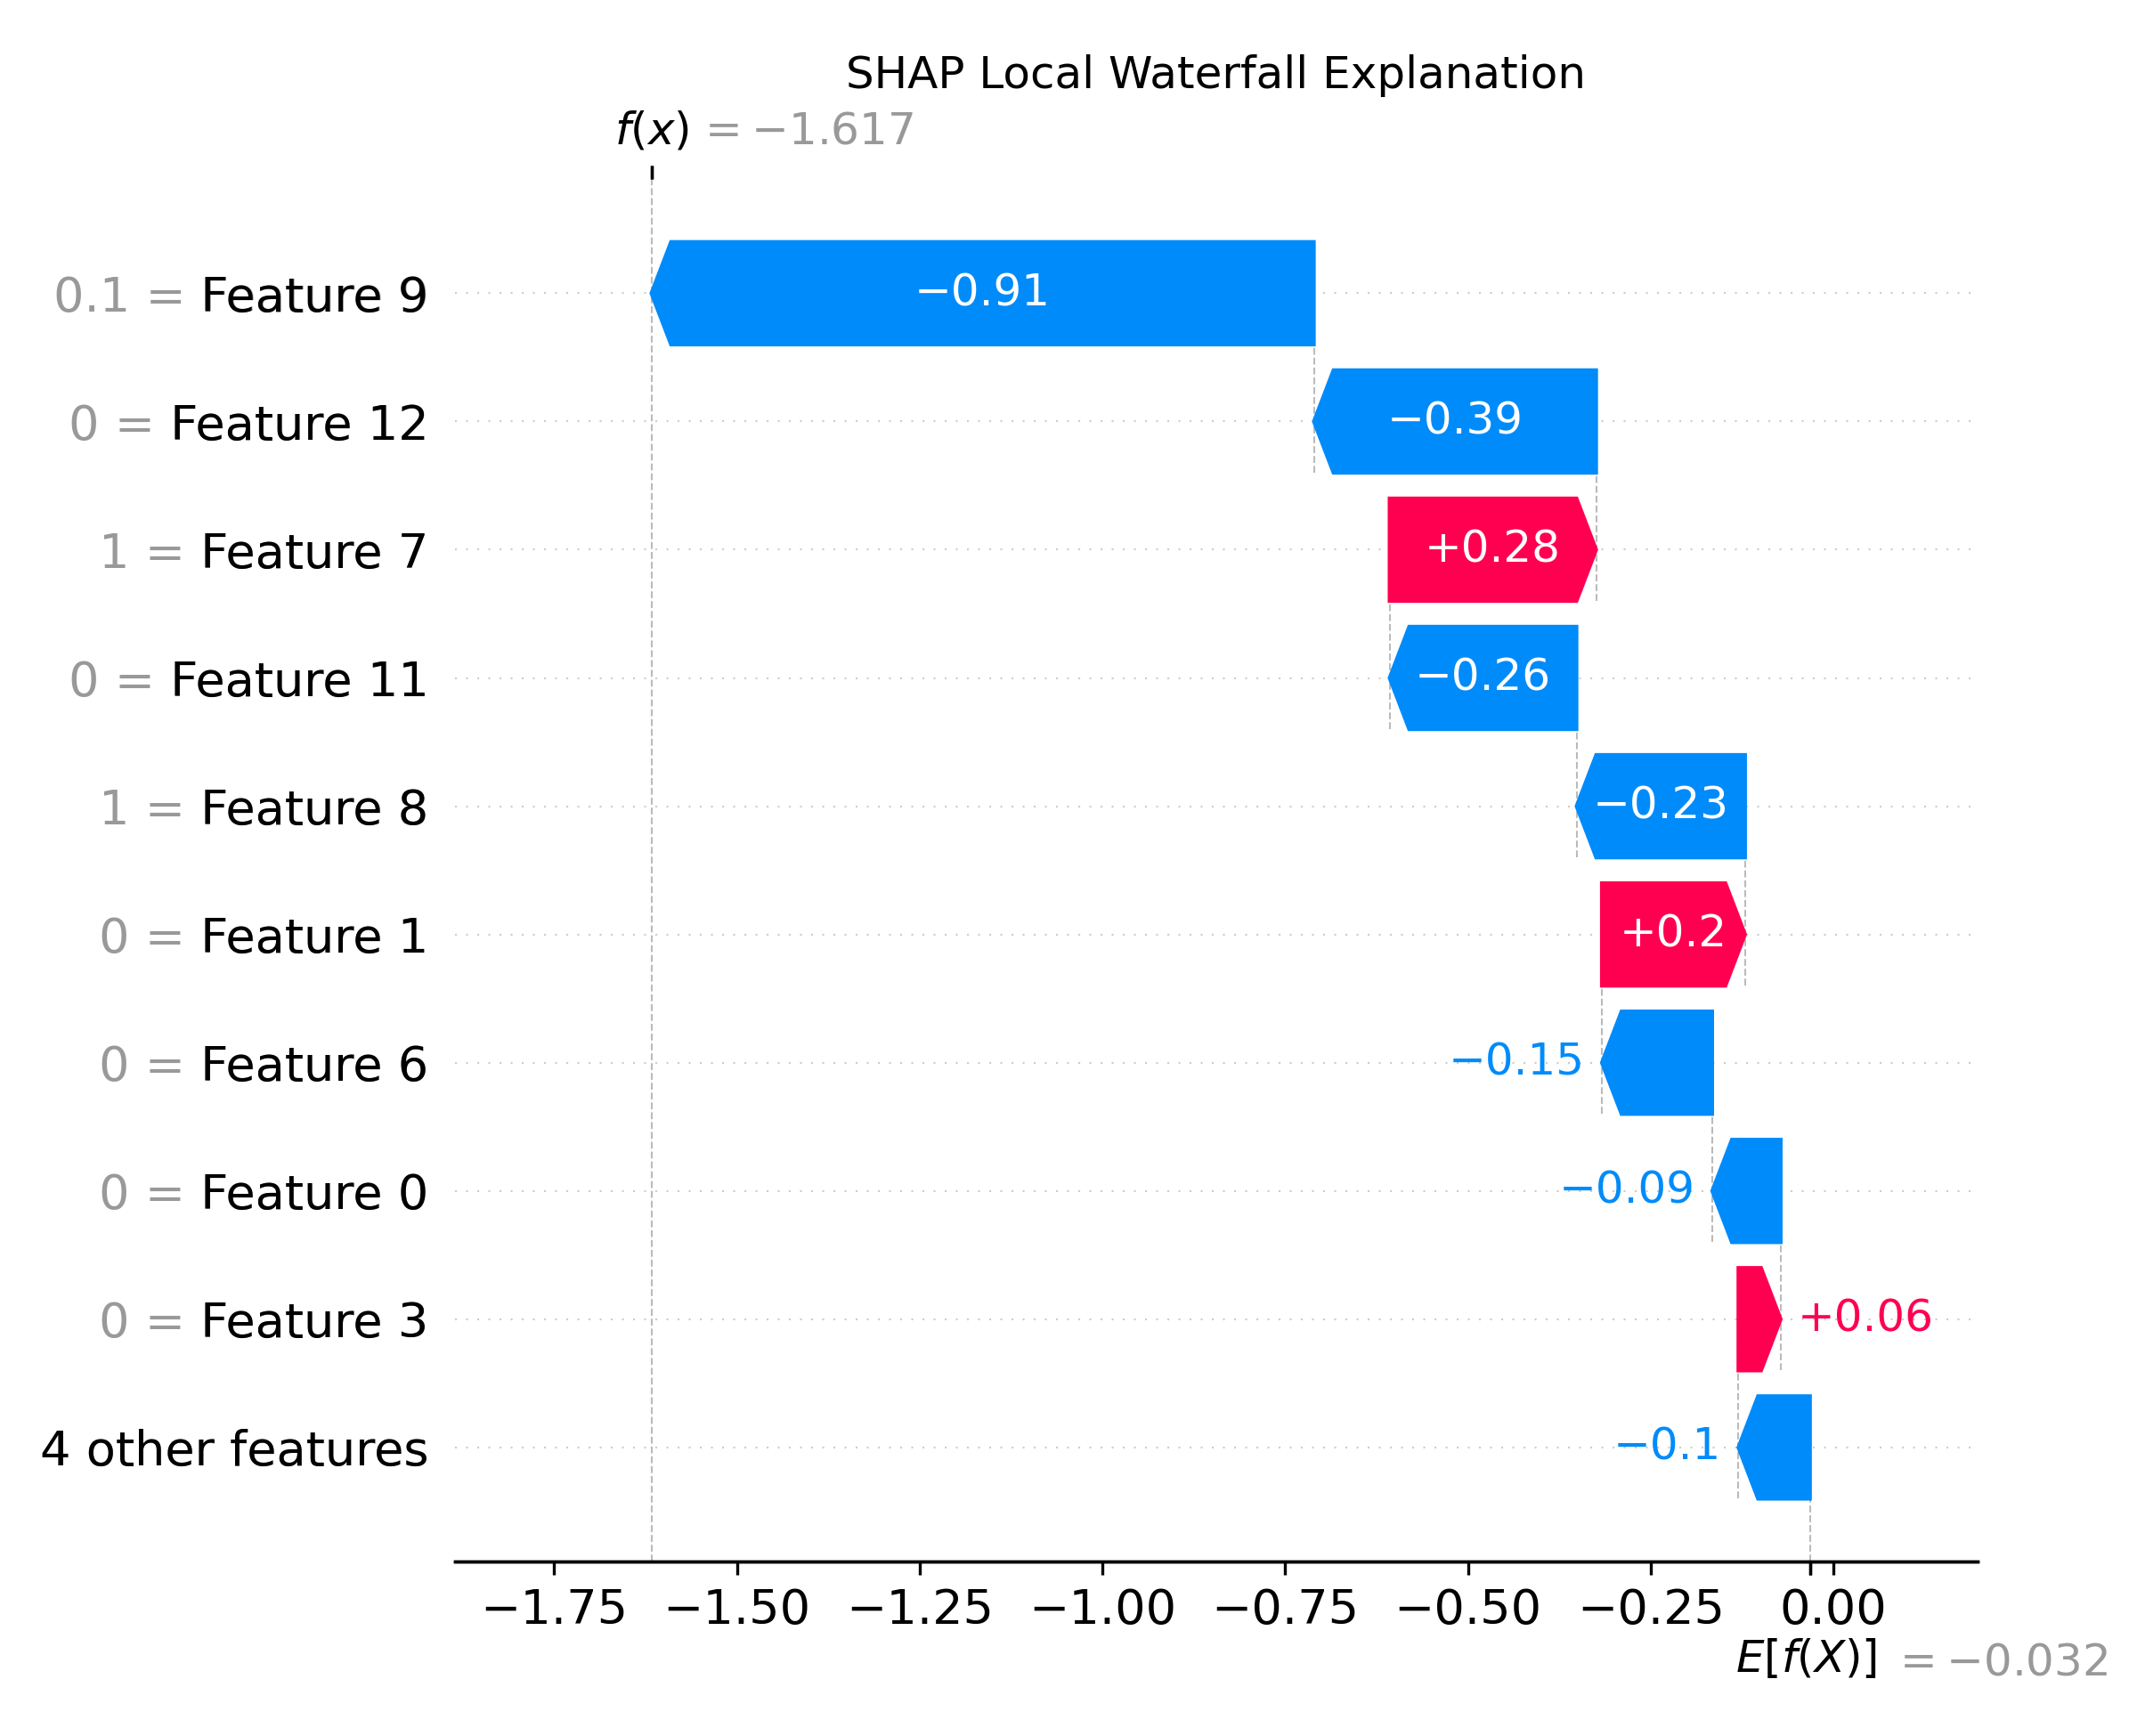 SHAP Local Waterfall Explanation
f(x) = −1.617
0.1 = Feature 9
−0.91
0 = Feature 12
−0.39
1 = Feature 7
+0.28
0 = Feature 11
−0.26
1 = Feature 8
−0.23
0 = Feature 1
+0.2
0 = Feature 6
−0.15
0 = Feature 0
−0.09
0 = Feature 3
+0.06
4 other features
−0.1
−1.75 −1.50 −1.25 −1.00 −0.75 −0.50 −0.25 0.00
E[f(X)] = −0.032